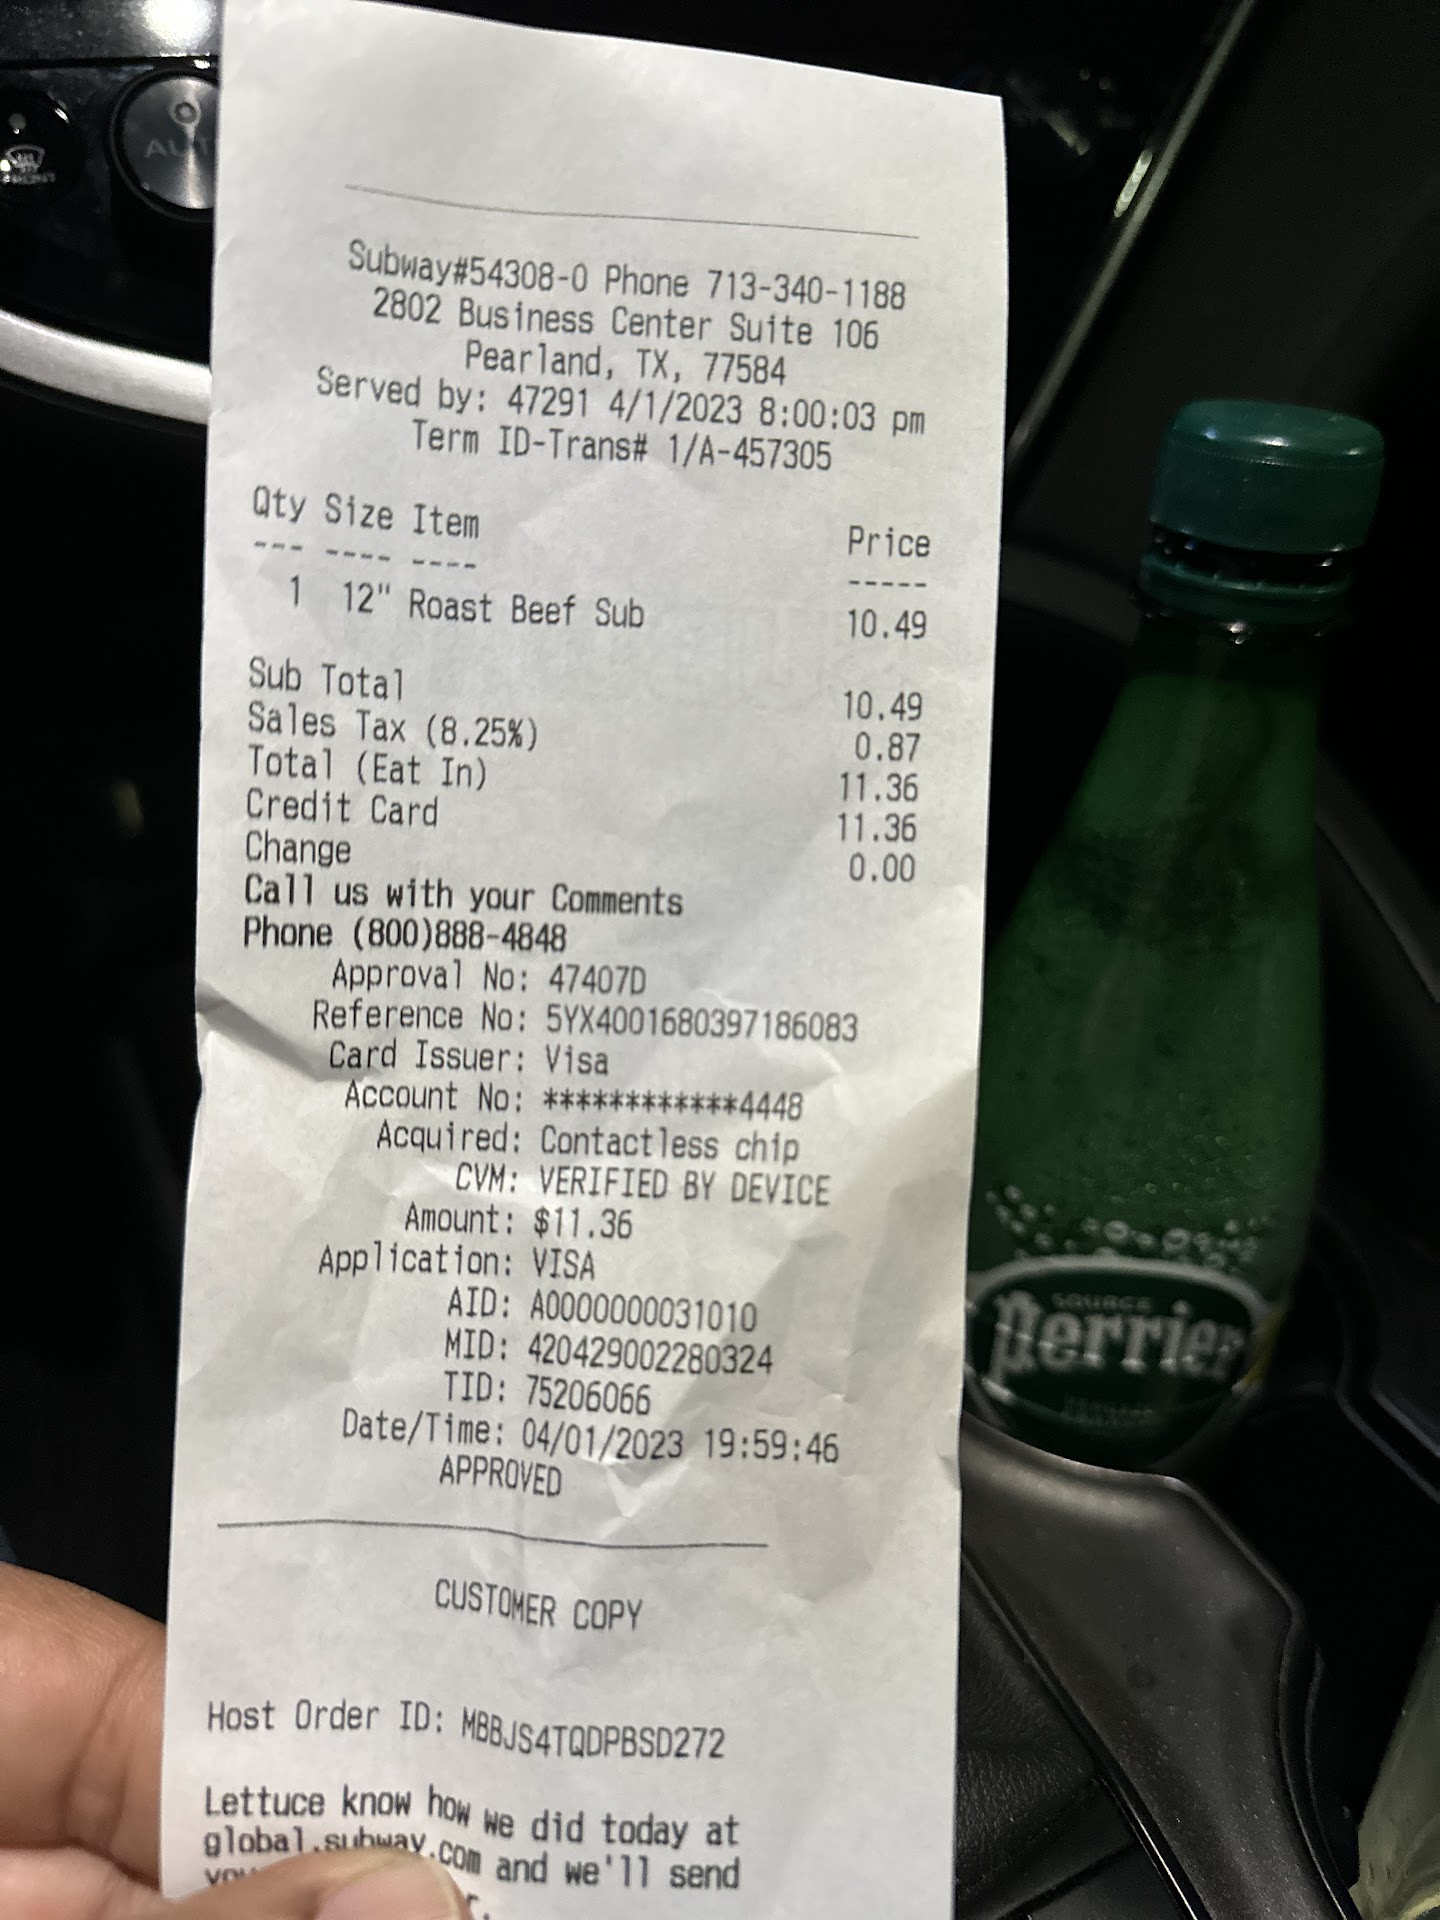 AUT
Subway#54308-0 Phone 713-340-1188
2802 Business Center Suite 106
Pearland, TX, 77584
Served by: 47291 4/1/2023 8:00:03 pm
Term ID-Trans# 1/A-457305
Qty Size Item Price
--- ---- ---- -----
1 12" Roast Beef Sub 10.49
Sub Total 10.49
Sales Tax (8.25%) 0.87
Total (Eat In) 11.36
Credit Card 11.36
Change 0.00
Call us with your Comments
Phone (800)888-4848
Approval No: 47407D
Reference No: 5YX4001680397186083
Card Issuer: Visa
Account No: ************4448
Acquired: Contactless chip
CVM: VERIFIED BY DEVICE
Amount: $11.36
Application: VISA
AID: A0000000031010
MID: 420429002280324
TID: 75206066
Date/Time: 04/01/2023 19:59:46
APPROVED
CUSTOMER COPY
Host Order ID: MBBJS4TQDPBSD272
Lettuce know how we did today at
global.subway.com and we'll send
SOURCE
Perrier